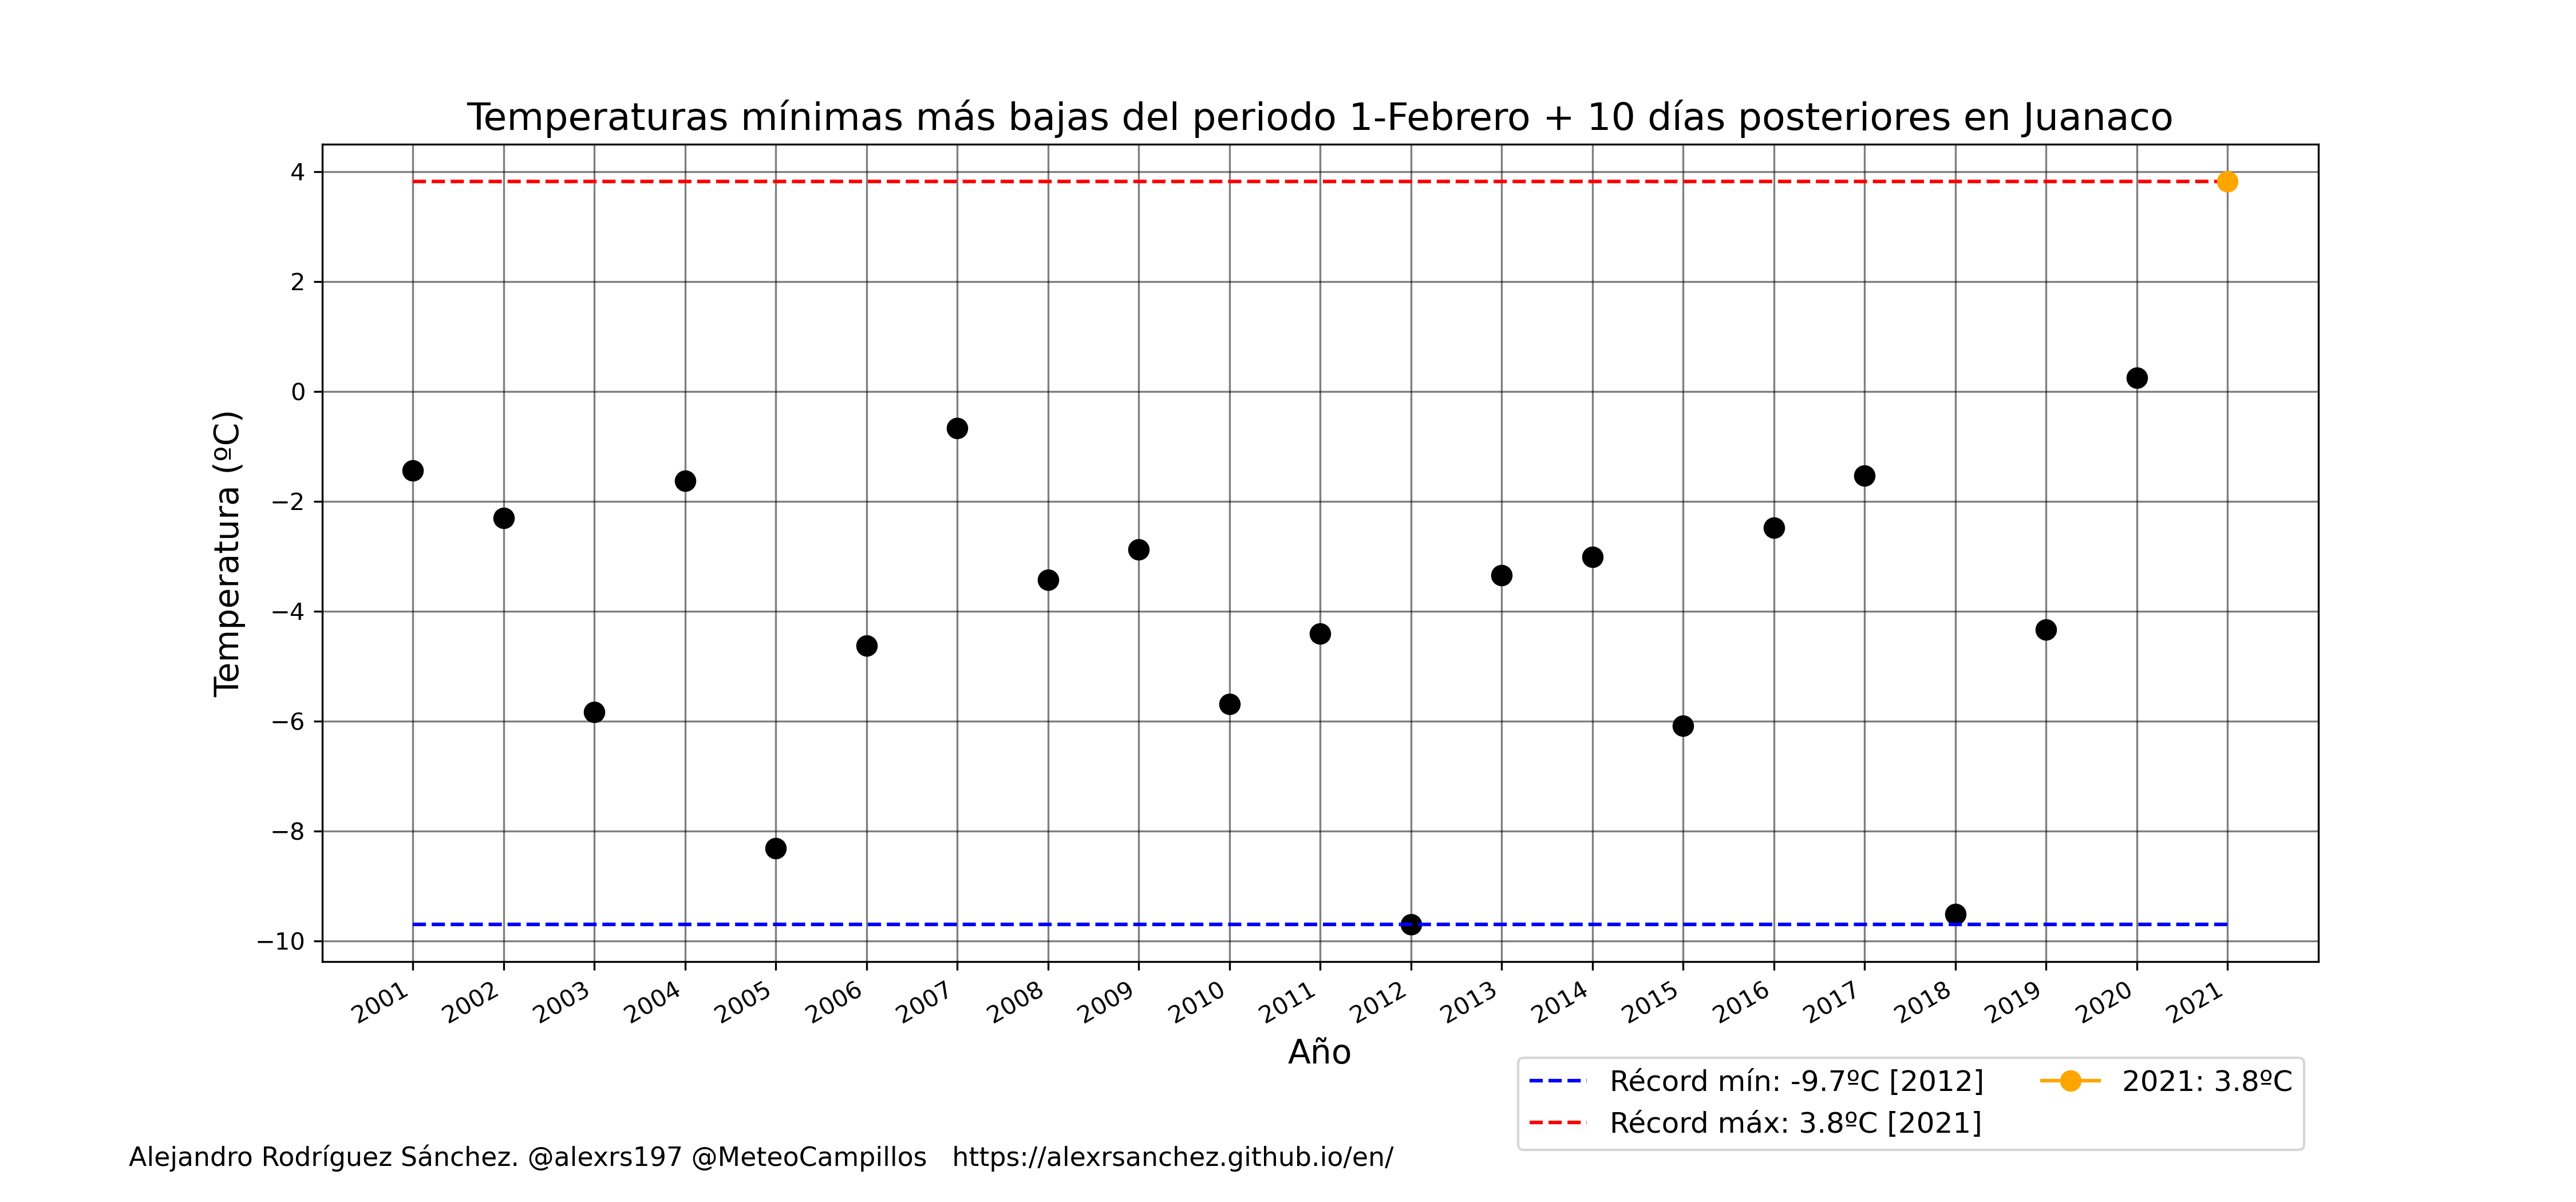 Temperaturas mínimas más bajas del periodo 1-Febrero + 10 días posteriores en Juanaco
Temperatura (ºC)
4
2
0
−2
−4
−6
−8
−10
2001 2002 2003 2004 2005 2006 2007 2008 2009 2010 2011 2012 2013 2014 2015 2016 2017 2018 2019 2020 2021
Año
Récord mín: -9.7ºC [2012]
Récord máx: 3.8ºC [2021]
2021: 3.8ºC
Alejandro Rodríguez Sánchez. @alexrs197 @MeteoCampillos https://alexrsanchez.github.io/en/